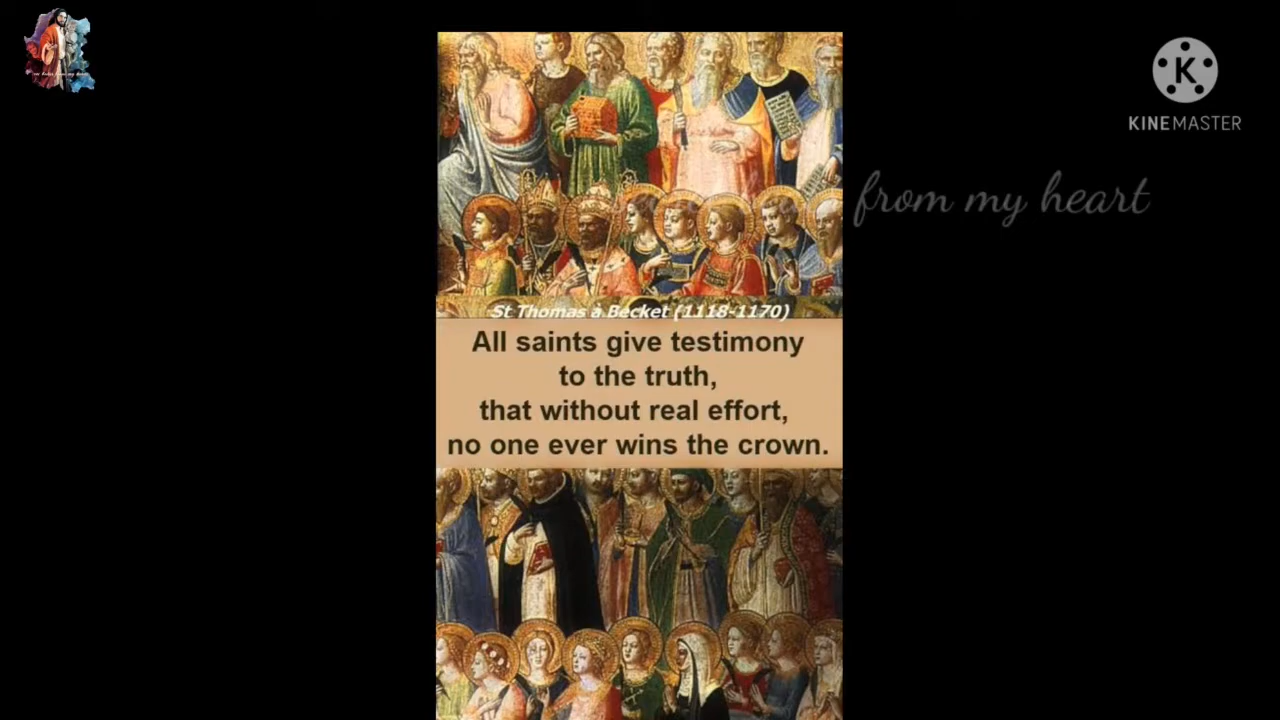 KINEMASTER
from my heart
St Thomas à Becket (1118-1170)
All saints give testimony
to the truth,
that without real effort,
no one ever wins the crown.